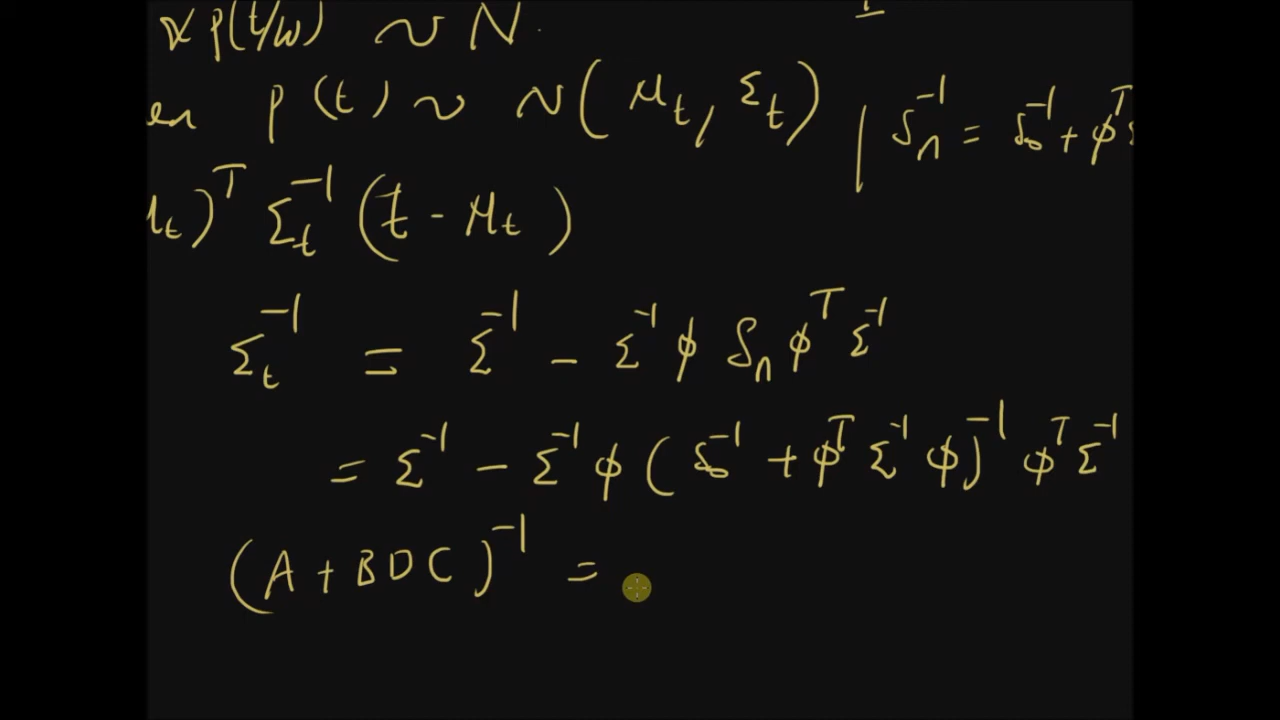 ∝ p(t/w) ~ N.
en p(t) ~ N(μ_t, Σ_t) | S_n^{-1} = S_0^{-1} + φ^T
μ_t)^T Σ_t^{-1} (t - μ_t)
Σ_t^{-1} = Σ^{-1} - Σ^{-1} φ S_n φ^T Σ^{-1}
= Σ^{-1} - Σ^{-1} φ (S_0^{-1} + φ^T Σ^{-1} φ)^{-1} φ^T Σ^{-1}
(A + BDC)^{-1} =